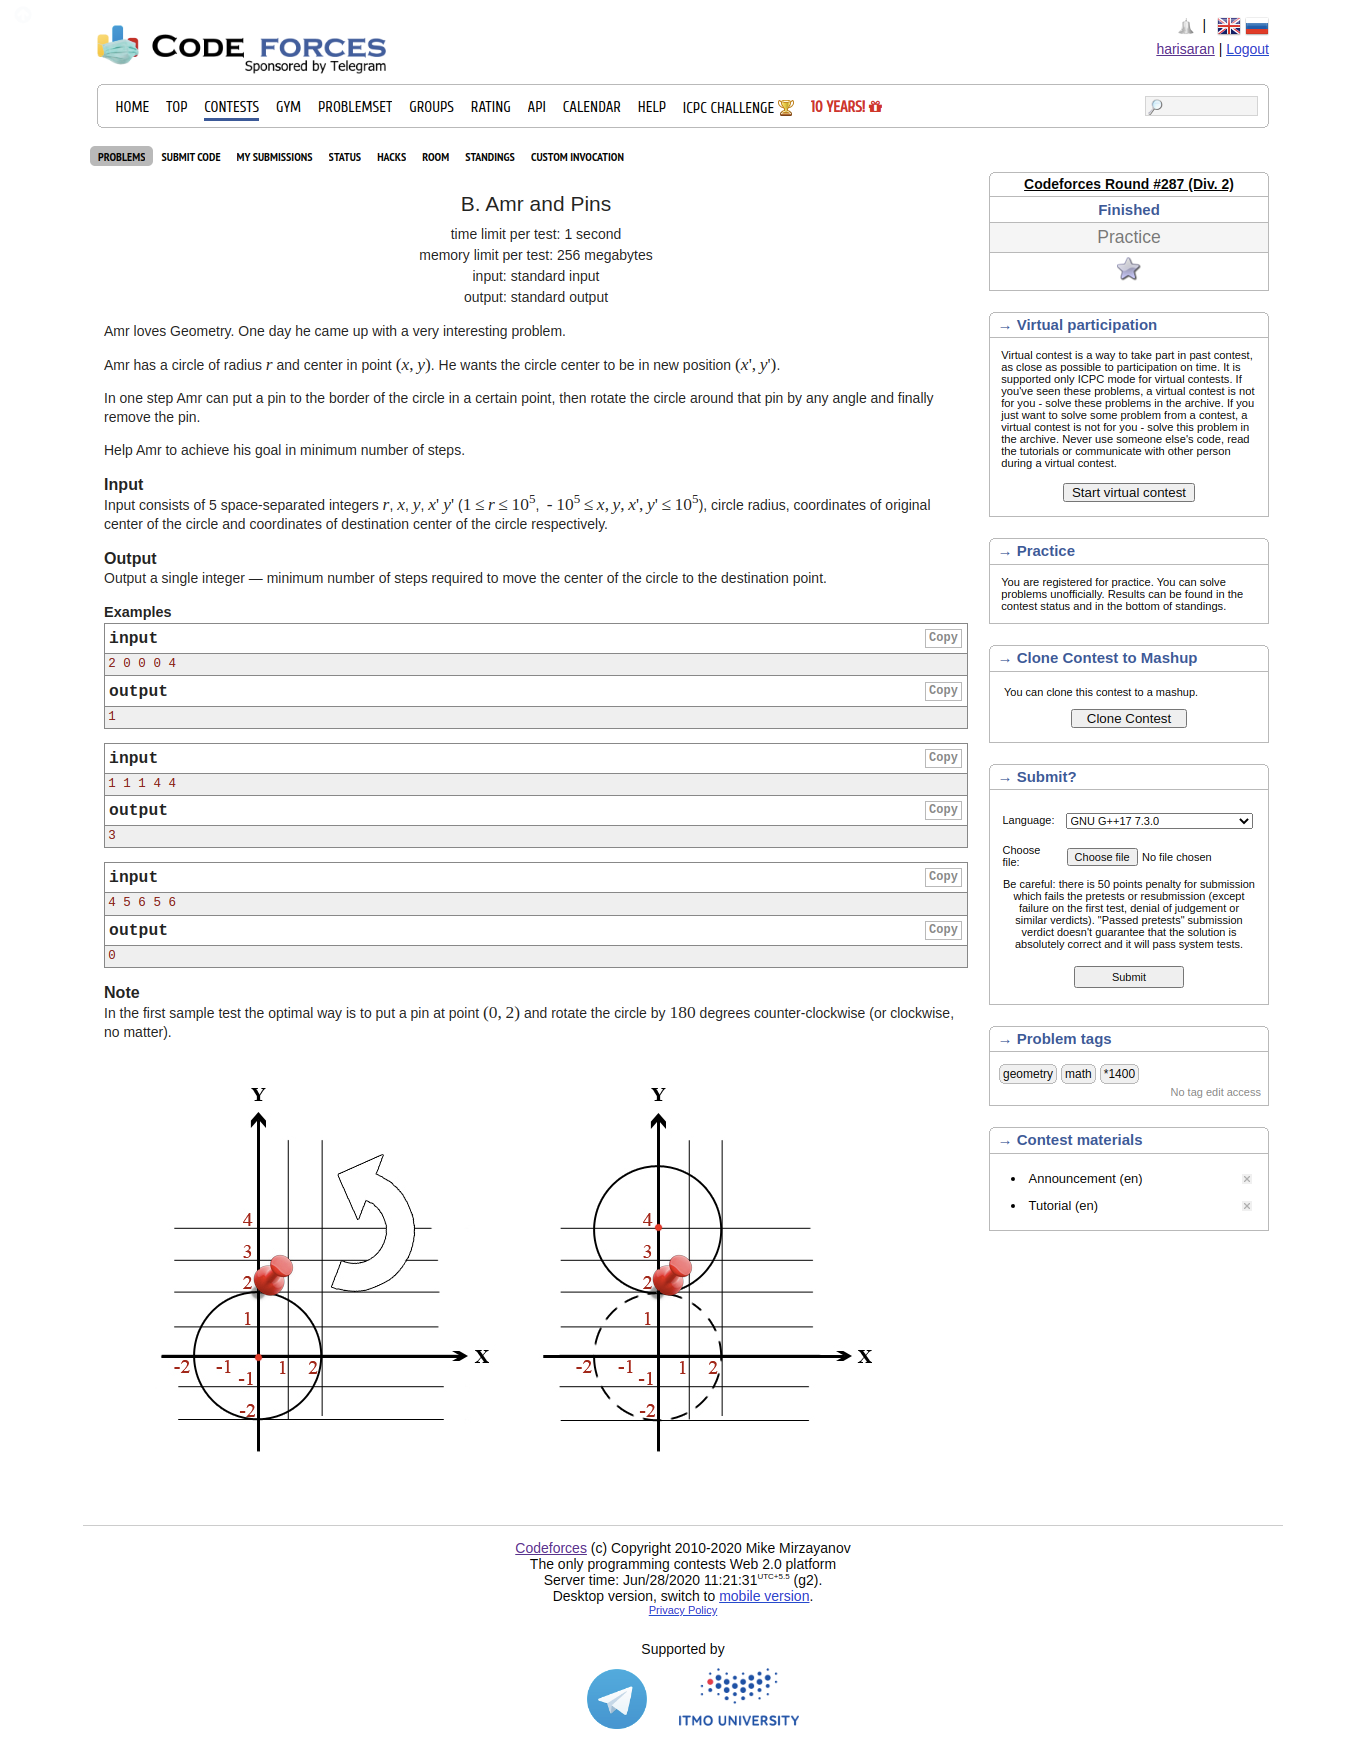 CODE FORCES
Sponsored by Telegram
|
harisaran | Logout
HOME TOP CONTESTS GYM PROBLEMSET GROUPS RATING API CALENDAR HELP ICPC CHALLENGE 10 YEARS!
PROBLEMS SUBMIT CODE MY SUBMISSIONS STATUS HACKS ROOM STANDINGS CUSTOM INVOCATION
B. Amr and Pins
time limit per test: 1 second
memory limit per test: 256 megabytes
input: standard input
output: standard output
Amr loves Geometry. One day he came up with a very interesting problem.
Amr has a circle of radius r and center in point (x, y). He wants the circle center to be in new position (x', y').
In one step Amr can put a pin to the border of the circle in a certain point, then rotate the circle around that pin by any angle and finally
remove the pin.
Help Amr to achieve his goal in minimum number of steps.
Input
Input consists of 5 space-separated integers r, x, y, x' y' (1 ≤ r ≤ 10^5, - 10^5 ≤ x, y, x', y' ≤ 10^5), circle radius, coordinates of original
center of the circle and coordinates of destination center of the circle respectively.
Output
Output a single integer — minimum number of steps required to move the center of the circle to the destination point.
Examples
input Copy
2 0 0 0 4
output Copy
1
input Copy
1 1 1 4 4
output Copy
3
input Copy
4 5 6 5 6
output Copy
0
Note
In the first sample test the optimal way is to put a pin at point (0, 2) and rotate the circle by 180 degrees counter-clockwise (or clockwise,
no matter).
Y
4
3
2
1
-2 -1 1 2 X
-1
-2
Y
4
3
2
1
-2 -1 1 2 X
-1
-2
Codeforces Round #287 (Div. 2)
Finished
Practice
→ Virtual participation
Virtual contest is a way to take part in past contest,
as close as possible to participation on time. It is
supported only ICPC mode for virtual contests. If
you've seen these problems, a virtual contest is not
for you - solve these problems in the archive. If you
just want to solve some problem from a contest, a
virtual contest is not for you - solve this problem in
the archive. Never use someone else's code, read
the tutorials or communicate with other person
during a virtual contest.
Start virtual contest
→ Practice
You are registered for practice. You can solve
problems unofficially. Results can be found in the
contest status and in the bottom of standings.
→ Clone Contest to Mashup
You can clone this contest to a mashup.
Clone Contest
→ Submit?
Language: GNU G++17 7.3.0
Choose
file: Choose file No file chosen
Be careful: there is 50 points penalty for submission
which fails the pretests or resubmission (except
failure on the first test, denial of judgement or
similar verdicts). "Passed pretests" submission
verdict doesn't guarantee that the solution is
absolutely correct and it will pass system tests.
Submit
→ Problem tags
geometry math *1400
No tag edit access
→ Contest materials
• Announcement (en)
• Tutorial (en)
Codeforces (c) Copyright 2010-2020 Mike Mirzayanov
The only programming contests Web 2.0 platform
Server time: Jun/28/2020 11:21:31 UTC+5.5 (g2).
Desktop version, switch to mobile version.
Privacy Policy
Supported by
ITMO UNIVERSITY